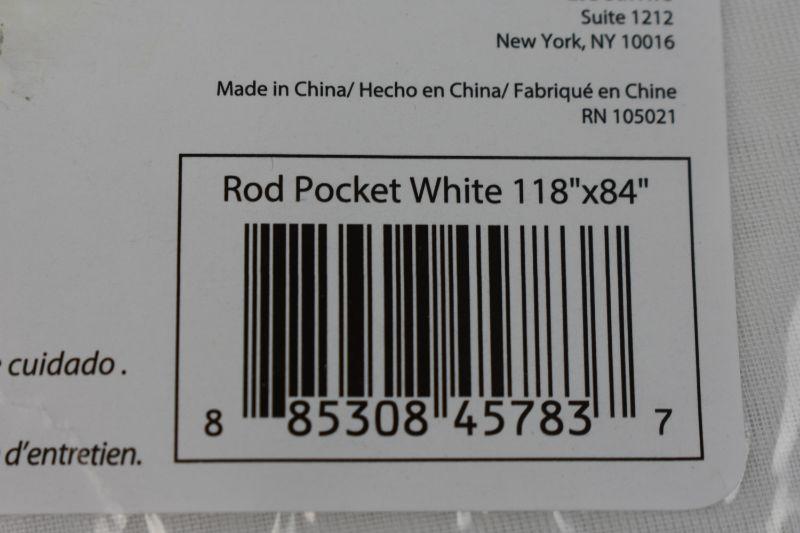 Suite 1212
New York, NY 10016
Made in China/ Hecho en China/ Fabriqué en Chine
RN 105021
Rod Pocket White 118"x84"
8 85308 45783 7
cuidado .
d'entretien.